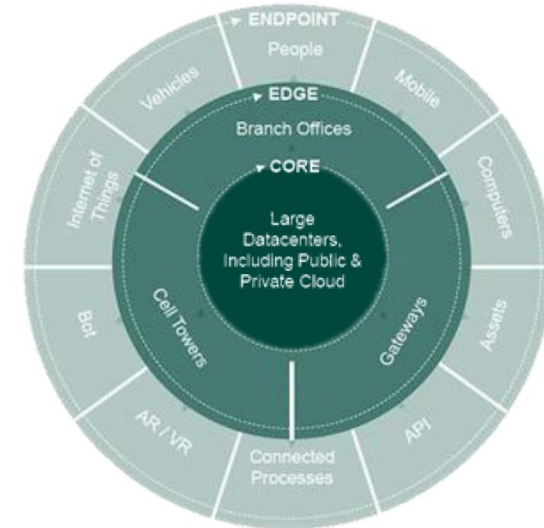 ENDPOINT
People
Mobile
Computers
Assets
API
Connected
Processes
AR / VR
Bot
Internet of
Things
Vehicles
EDGE
Branch Offices
Gateways
Cell Towers
CORE
Large
Datacenters,
Including Public &
Private Cloud